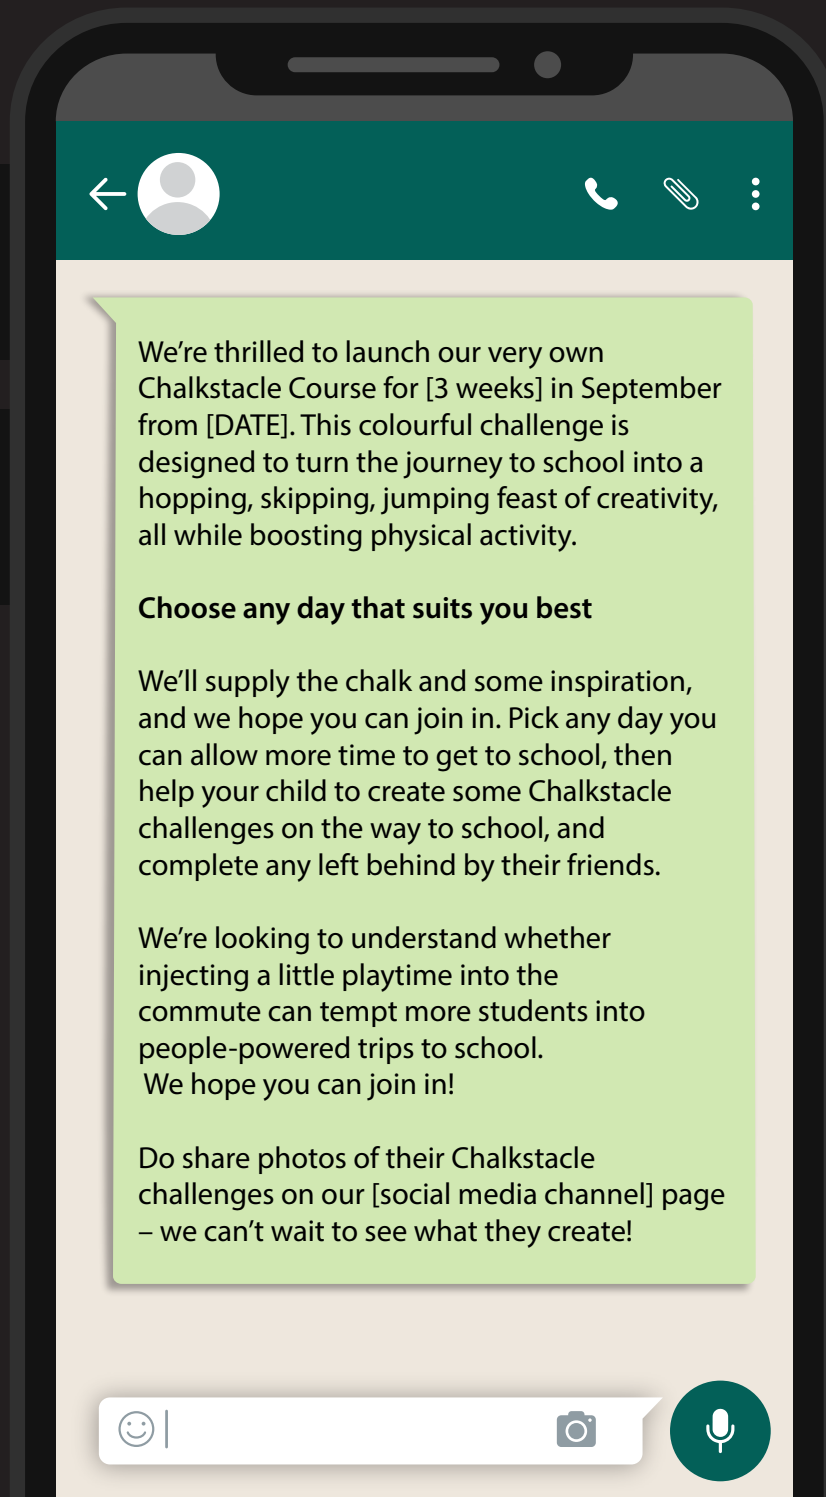 We’re thrilled to launch our very own
Chalkstacle Course for [3 weeks] in September
from [DATE]. This colourful challenge is
designed to turn the journey to school into a
hopping, skipping, jumping feast of creativity,
all while boosting physical activity.
Choose any day that suits you best
We’ll supply the chalk and some inspiration,
and we hope you can join in. Pick any day you
can allow more time to get to school, then
help your child to create some Chalkstacle
challenges on the way to school, and
complete any left behind by their friends.
We’re looking to understand whether
injecting a little playtime into the
commute can tempt more students into
people-powered trips to school.
We hope you can join in!
Do share photos of their Chalkstacle
challenges on our [social media channel] page
– we can’t wait to see what they create!